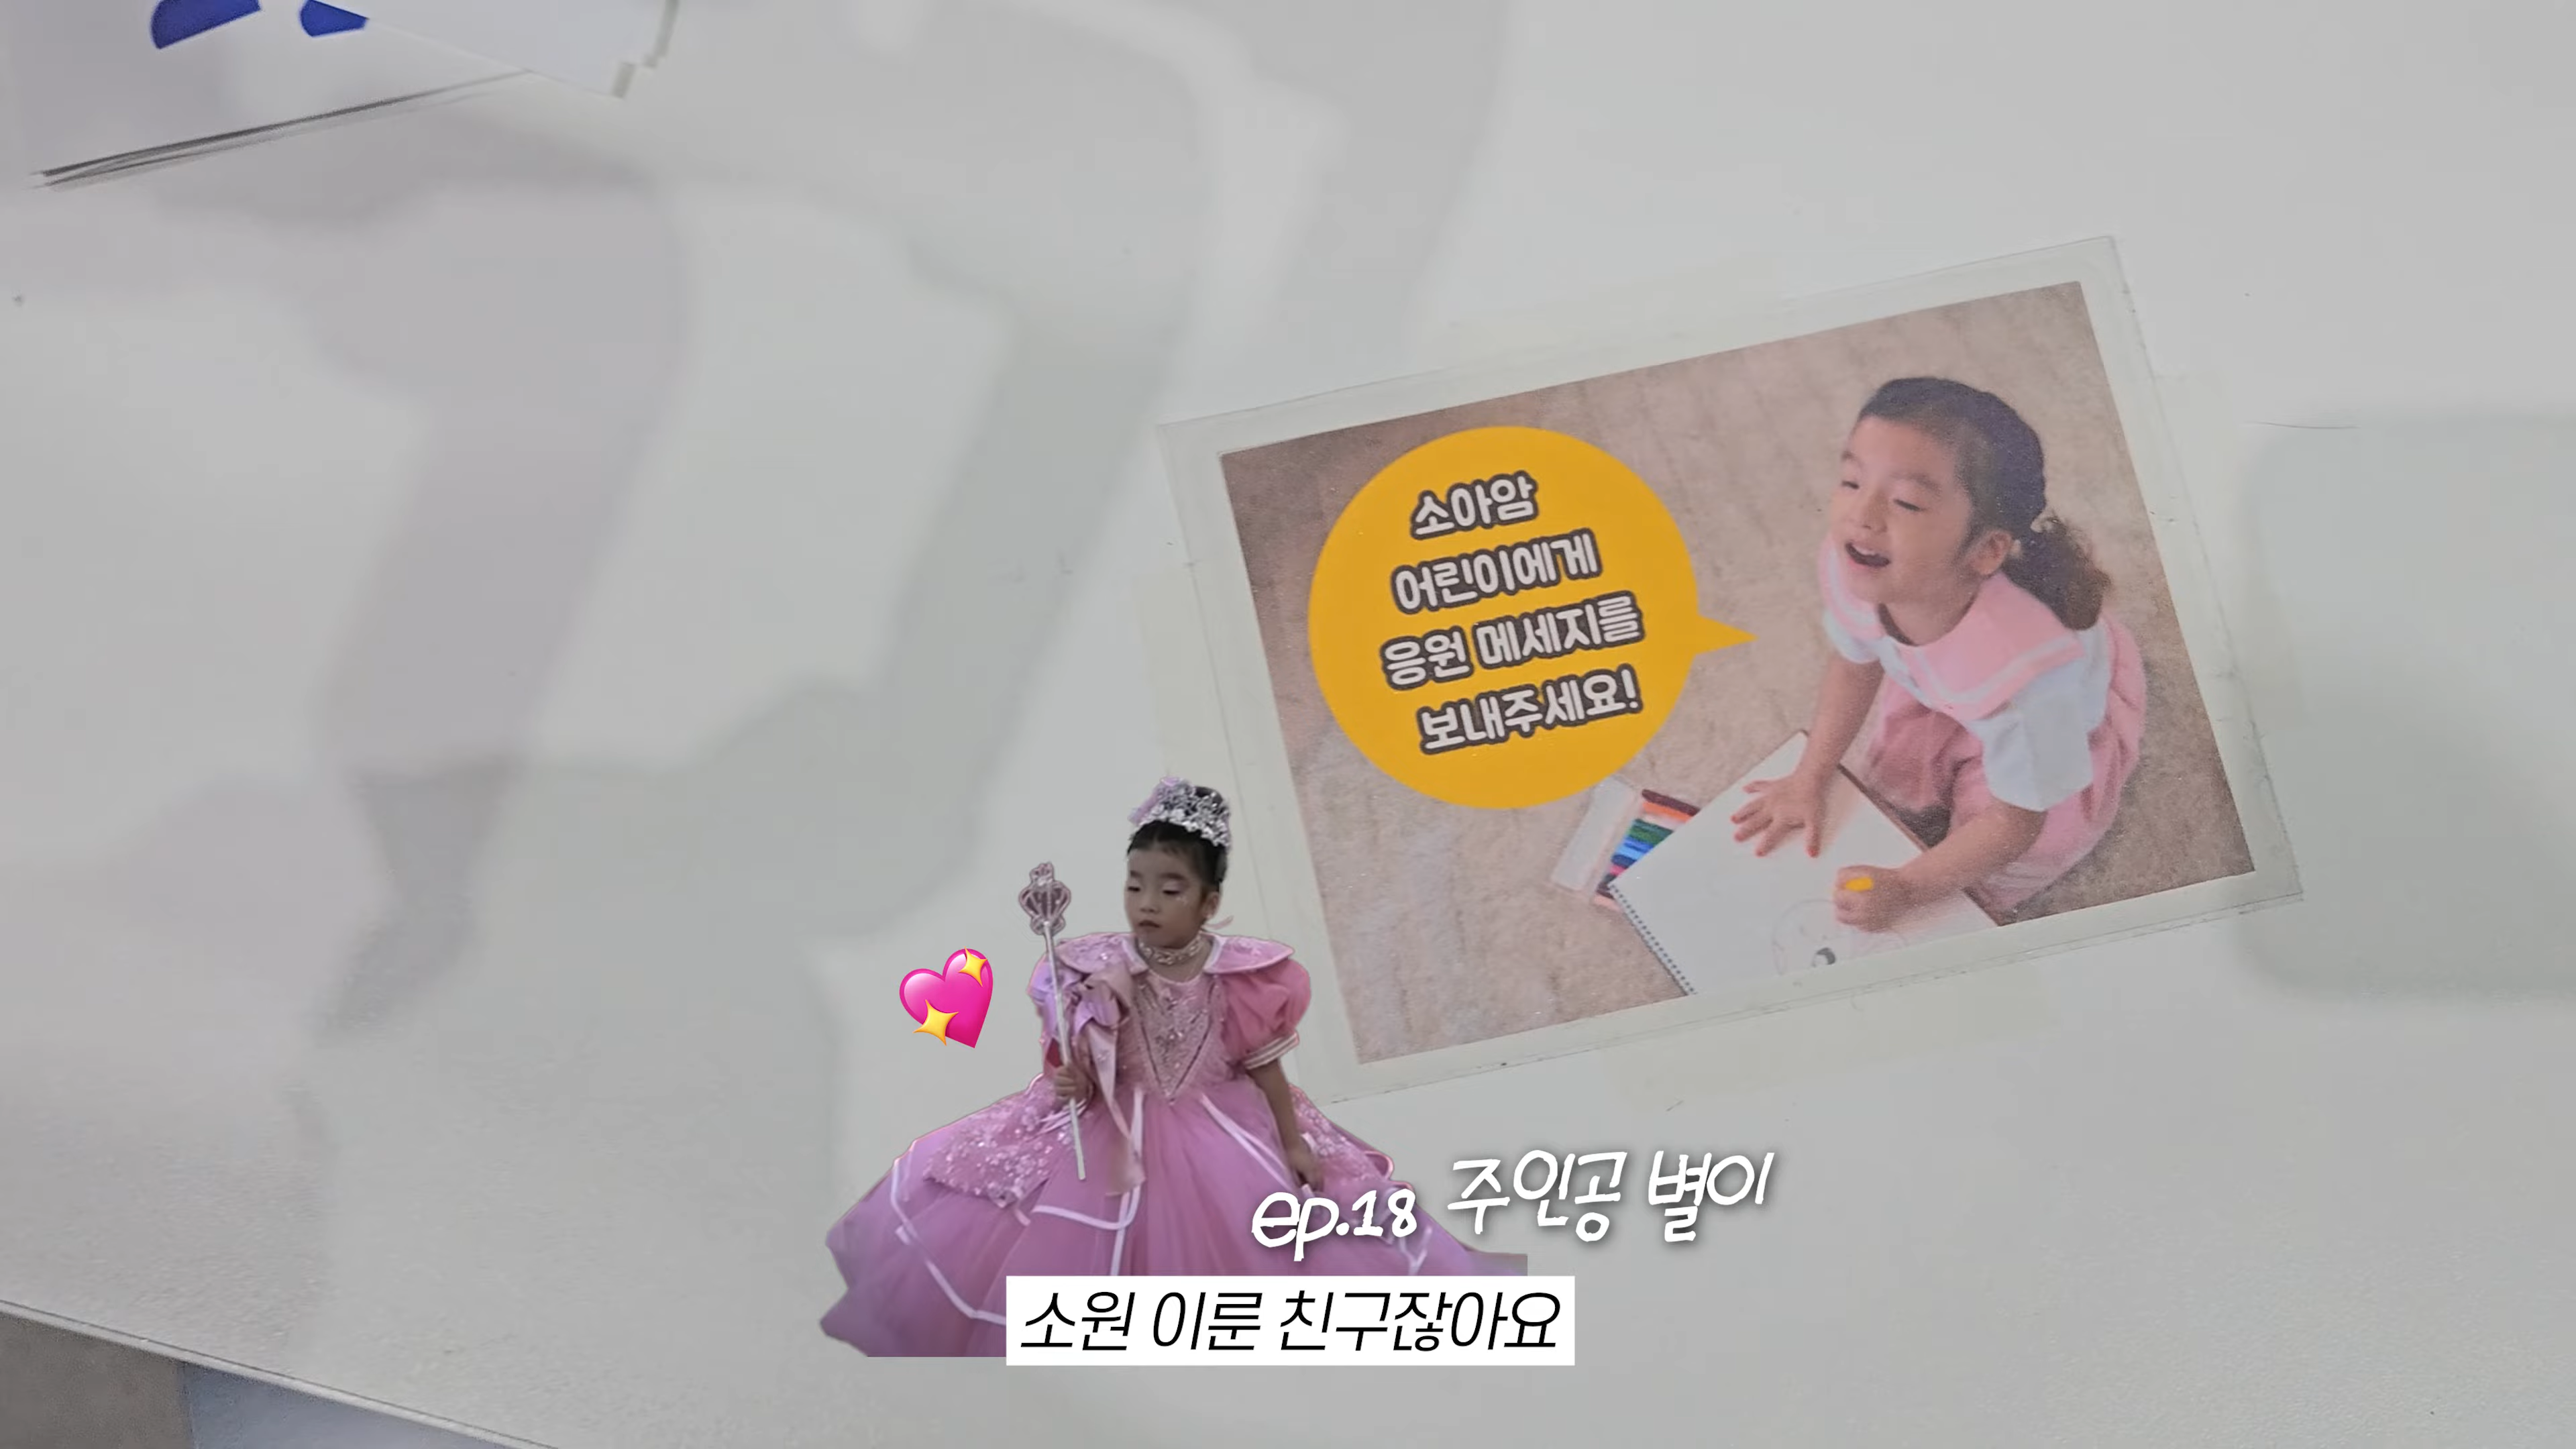 소아암
어린이에게
응원 메세지를
보내주세요!
ep.18 주인공 별이
소원 이룬 친구잖아요